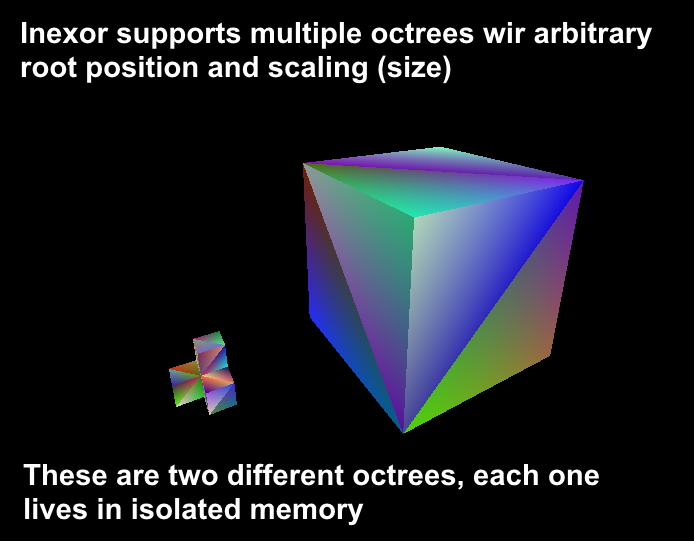 Inexor supports multiple octrees wir arbitrary
root position and scaling (size)
These are two different octrees, each one
lives in isolated memory